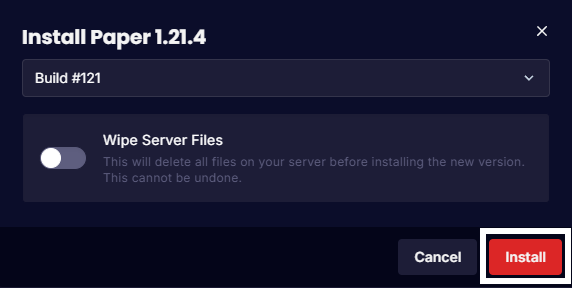 Install Paper 1.21.4
Build #121
Wipe Server Files
This will delete all files on your server before installing the new version.
This cannot be undone.
Cancel
Install